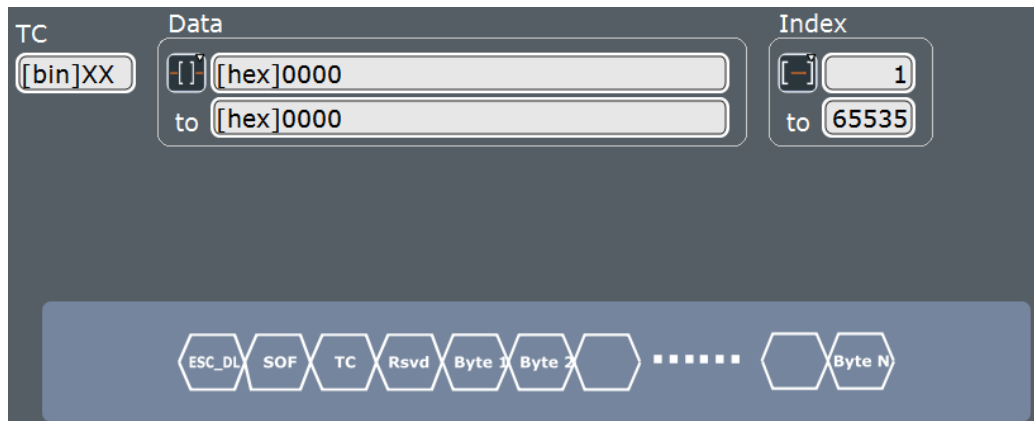 TC Data Index
[bin]XX [hex]0000 1
to [hex]0000 to 65535
ESC_DL SOF TC Rsvd Byte 1 Byte 2 Byte N